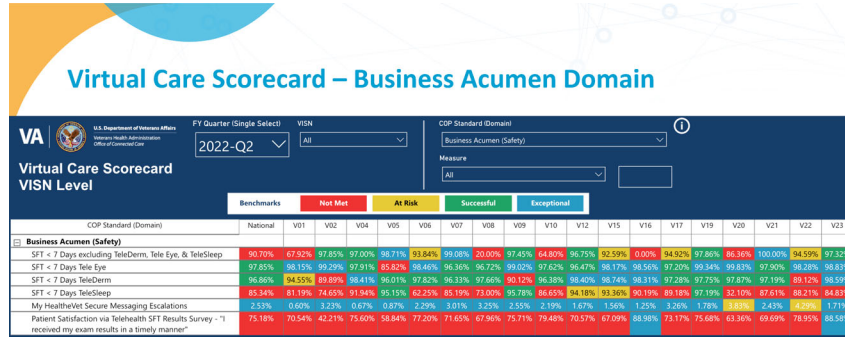 Virtual Care Scorecard – Business Acumen Domain
VA
U.S. Department of Veterans Affairs
Veterans Health Administration
Office of Connected Care
FY Quarter (Single Select)
VISN
COP Standard (Domain)
2022-Q2
All
Business Acumen (Safety)
Measure
All
Virtual Care Scorecard
VISN Level
Benchmarks Not Met At Risk Successful Exceptional
COP Standard (Domain) National V01 V02 V04 V05 V06 V07 V08 V09 V10 V12 V15 V16 V17 V19 V20 V21 V22 V23
Business Acumen (Safety)
SFT < 7 Days excluding TeleDerm, Tele Eye, & TeleSleep 90.70% 67.92% 97.85% 97.00% 98.71% 93.84% 99.08% 20.00% 97.45% 64.80% 96.75% 92.59% 0.00% 94.92% 97.86% 86.36% 100.00% 94.59% 97.32%
SFT < 7 Days Tele Eye 97.85% 98.15% 99.29% 97.91% 85.82% 98.46% 96.36% 96.72% 99.02% 97.62% 96.47% 98.17% 98.56% 97.20% 99.34% 99.83% 97.90% 98.28% 98.83%
SFT < 7 Days TeleDerm 96.86% 94.55% 89.89% 98.41% 96.01% 97.82% 96.33% 97.66% 90.12% 96.38% 98.40% 98.74% 98.31% 97.28% 97.75% 97.87% 97.19% 89.12% 98.59%
SFT < 7 Days TeleSleep 85.34% 81.19% 74.65% 91.94% 95.15% 62.25% 85.19% 73.00% 95.78% 86.65% 94.18% 93.36% 90.19% 89.18% 97.19% 32.10% 87.61% 88.21% 84.83%
My HealtheVet Secure Messaging Escalations 2.53% 0.60% 3.23% 0.67% 0.87% 2.29% 3.01% 3.25% 2.55% 2.19% 1.67% 1.56% 1.25% 3.26% 1.78% 3.83% 2.43% 4.29% 1.71%
Patient Satisfaction via Telehealth SFT Results Survey - "I 75.18% 70.54% 42.21% 75.60% 58.84% 77.20% 71.65% 67.96% 75.71% 79.48% 70.57% 67.09% 88.98% 73.17% 75.68% 63.36% 69.69% 78.95% 88.58%
received my exam results in a timely manner"